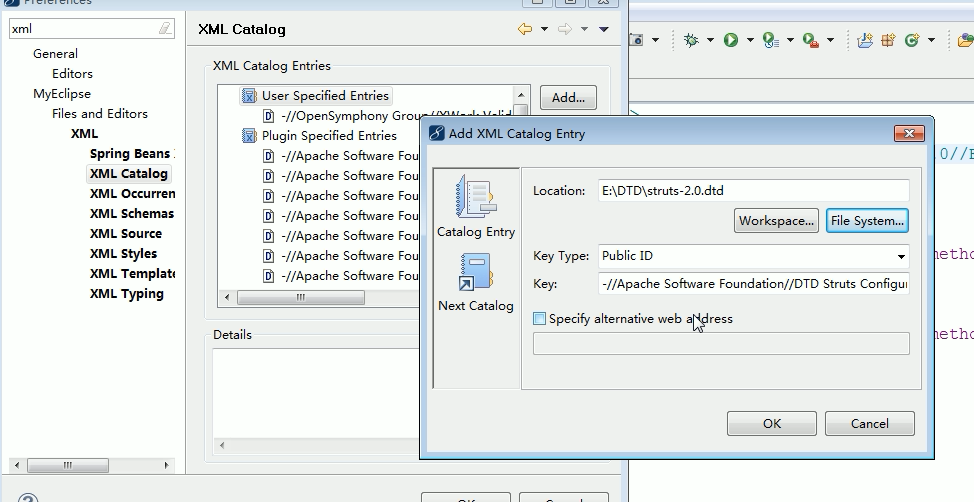 Preferences
xml
General
Editors
MyEclipse
Files and Editors
XML
Spring Beans
XML Catalog
XML Occurren
XML Schemas
XML Source
XML Styles
XML Template
XML Typing
XML Catalog
XML Catalog Entries
User Specified Entries
-//OpenSymphony Group//XWork Valid
Plugin Specified Entries
-//Apache Software Fou
-//Apache Software Fou
-//Apache Software Fou
-//Apache Software Fou
-//Apache Software Fou
-//Apache Software Fou
-//Apache Software Fou
Add...
Details
Add XML Catalog Entry
Catalog Entry
Next Catalog
Location:
E:\DTD\struts-2.0.dtd
Workspace...
File System...
Key Type:
Public ID
Key:
-//Apache Software Foundation//DTD Struts Configur
Specify alternative web address
OK
Cancel
0//E
metho
metho
OK
Cancel